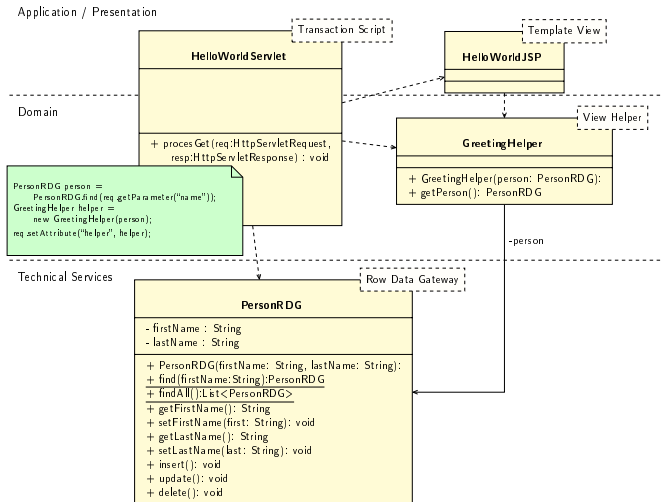 Application / Presentation
Transaction Script
HelloWorldServlet
Template View
HelloWorldJSP
Domain
+ procesGet(req:HttpServletRequest,
resp:HttpServletResponse) : void
View Helper
GreetingHelper
+ GreetingHelper(person: PersonRDG):
+ getPerson(): PersonRDG
PersonRDG person =
PersonRDG.find(req.getParameter("name"));
GreetingHelper helper =
new GreetingHelper(person);
req.setAttribute("helper", helper);
-person
Technical Services
Row Data Gateway
PersonRDG
- firstName : String
- lastName : String
+ PersonRDG(firstName: String, lastName: String):
+ find(firstName:String):PersonRDG
+ findAll():List<PersonRDG>
+ getFirstName(): String
+ setFirstName(first: String): void
+ getLastName(): String
+ setLastName(last: String): void
+ insert(): void
+ update(): void
+ delete(): void